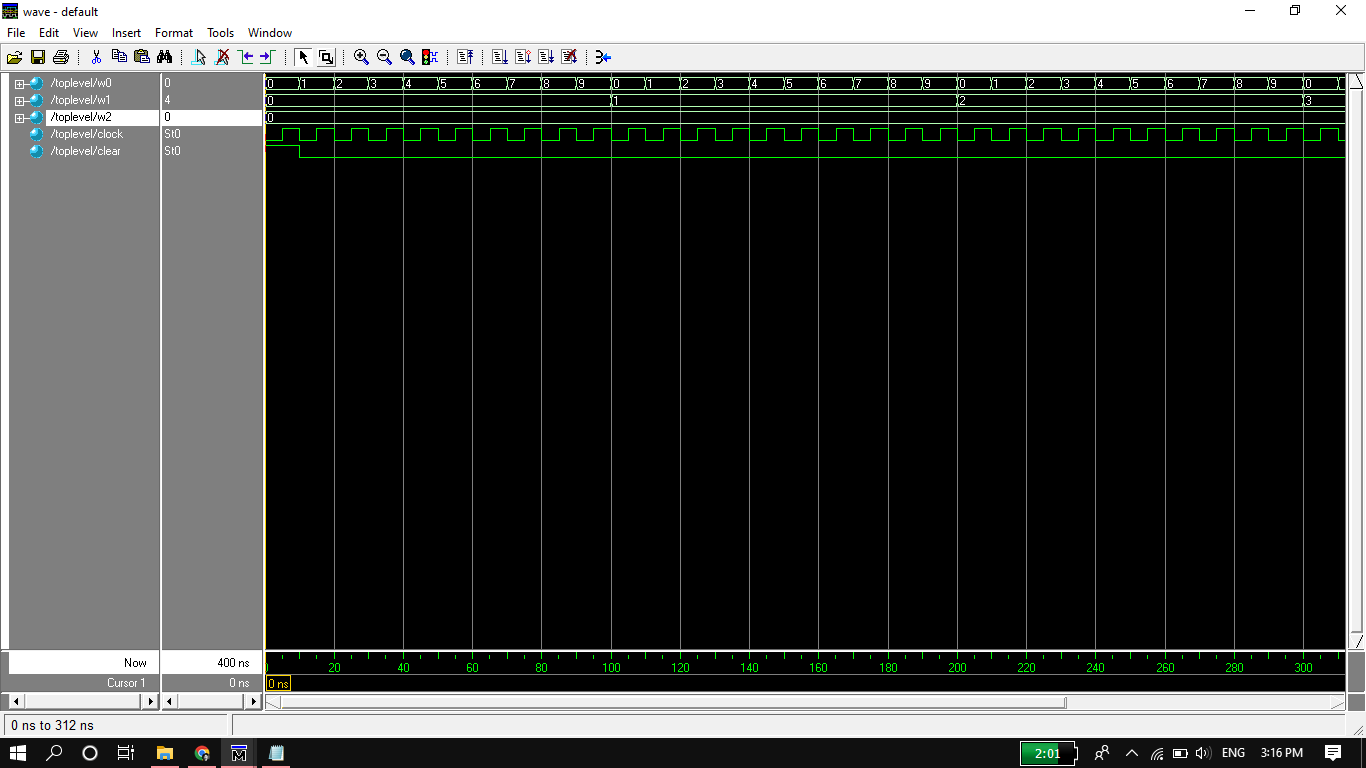 wave - default
File Edit View Insert Format Tools Window
/toplevel/w0 0 0 1 2 3 4 5 6 7 8 9 0 1 2 3 4 5 6 7 8 9 0 1 2 3 4 5 6 7 8 9 0
/toplevel/w1 4 0 1 2 3
/toplevel/w2 0 0
/toplevel/clock St0
/toplevel/clear St0
Now 400 ns 20 40 60 80 100 120 140 160 180 200 220 240 260 280 300
Cursor 1 0 ns 0 ns
0 ns to 312 ns
2:01 ENG 3:16 PM